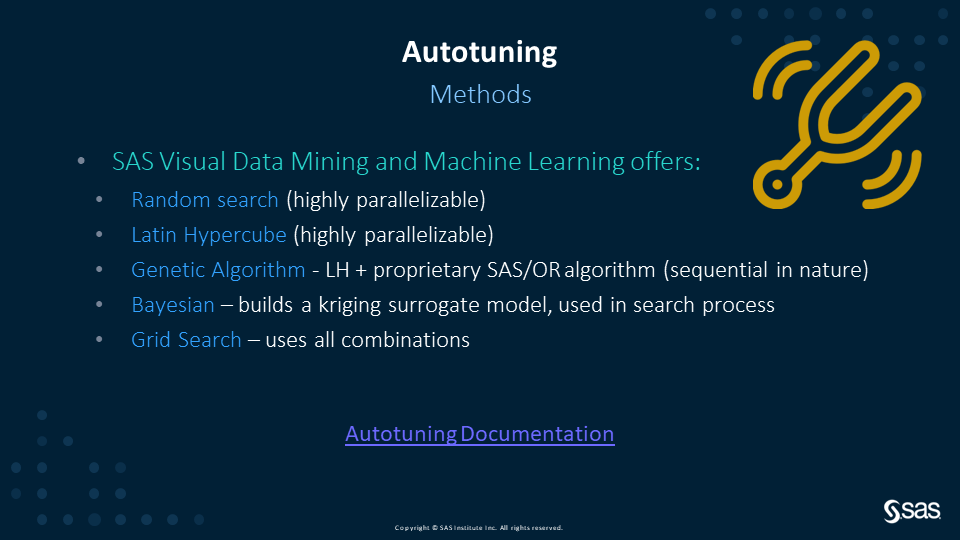 Autotuning
Methods
• SAS Visual Data Mining and Machine Learning offers:
• Random search (highly parallelizable)
• Latin Hypercube (highly parallelizable)
• Genetic Algorithm - LH + proprietary SAS/OR algorithm (sequential in nature)
• Bayesian – builds a kriging surrogate model, used in search process
• Grid Search – uses all combinations
Autotuning Documentation
Copyright © SAS Institute Inc. All rights reserved.
sas